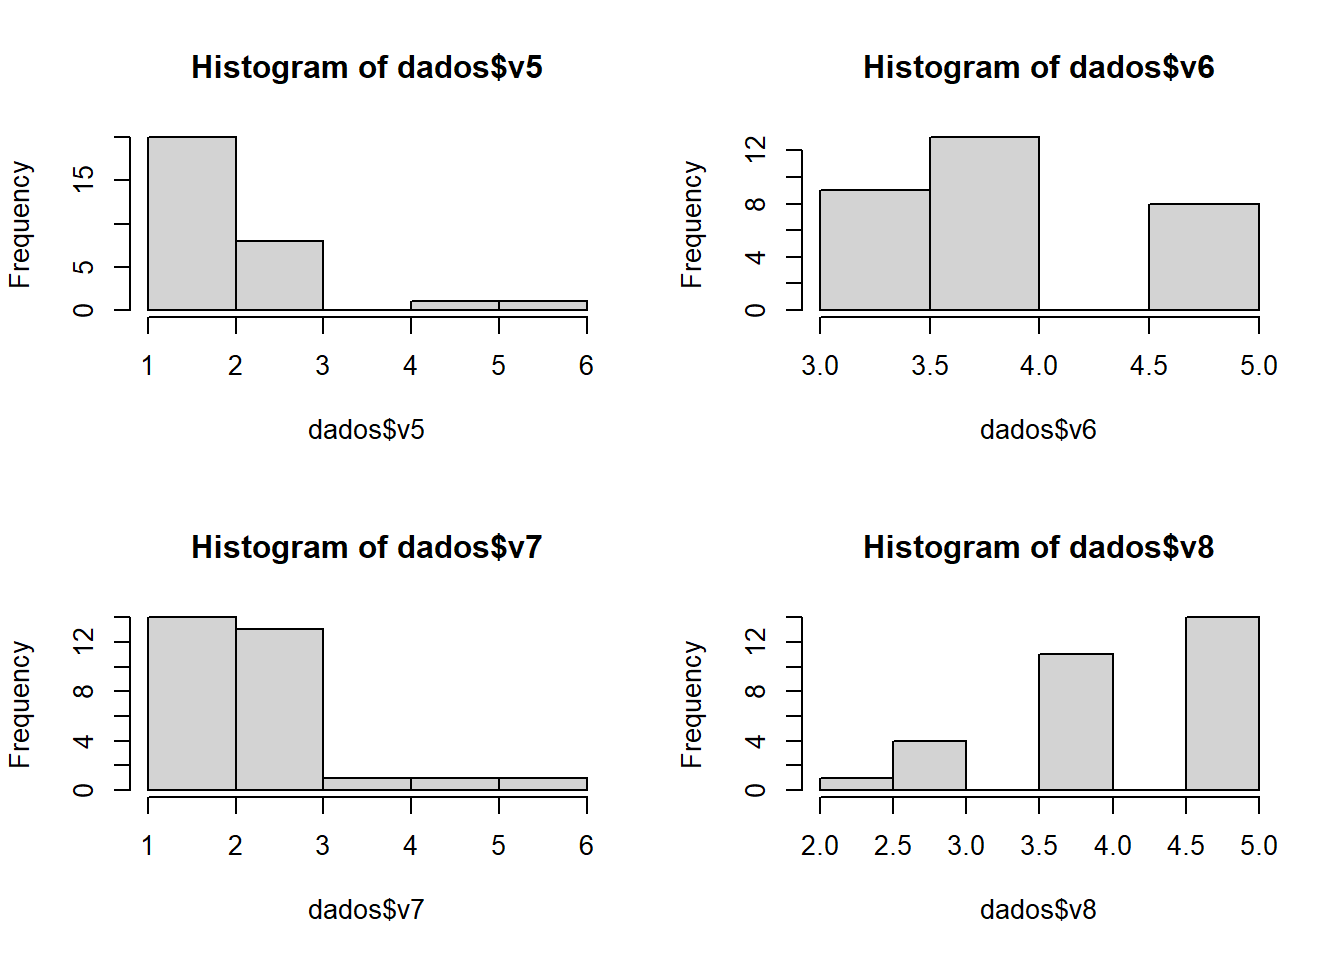 Histogram of dados$v5
Frequency
15
5
0
1 2 3 4 5 6
dados$v5
Histogram of dados$v6
Frequency
12
8
4
0
3.0 3.5 4.0 4.5 5.0
dados$v6
Histogram of dados$v7
Frequency
12
8
4
0
1 2 3 4 5 6
dados$v7
Histogram of dados$v8
Frequency
12
8
4
0
2.0 2.5 3.0 3.5 4.0 4.5 5.0
dados$v8